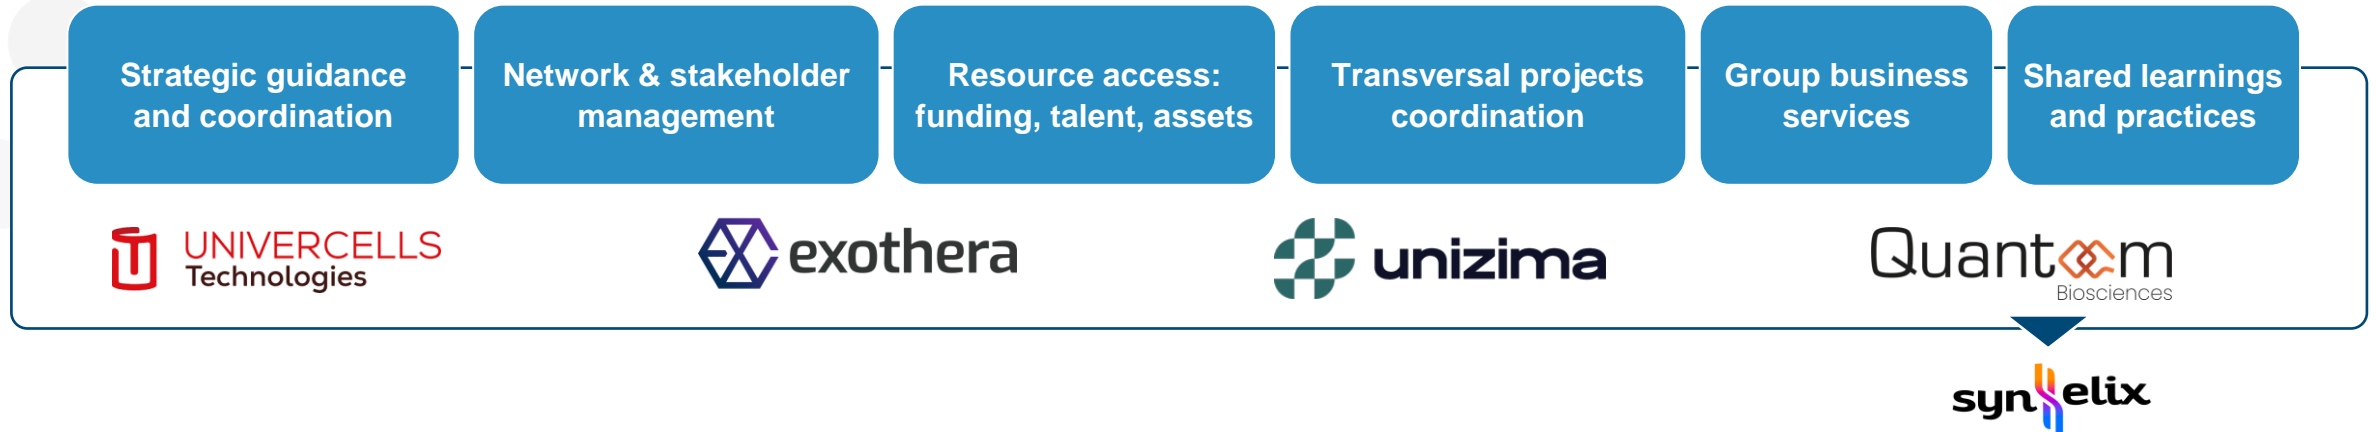 Strategic guidance
and coordination
Network & stakeholder
management
Resource access:
funding, talent, assets
Transversal projects
coordination
Group business
services
Shared learnings
and practices
UNIVERCELLS
Technologies
exothera
unizima
Quantoom
Biosciences
synHelix